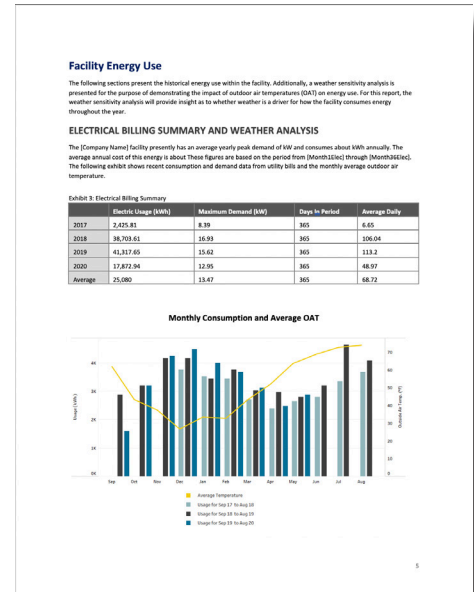 Facility Energy Use
The following sections present the historical energy use within the facility. Additionally, a weather sensitivity analysis is
presented for the purpose of demonstrating the impact of outdoor air temperatures (OAT) on energy use. For this report, the
weather sensitivity analysis will provide insight as to whether weather is a driver for how the facility consumes energy
throughout the year.
ELECTRICAL BILLING SUMMARY AND WEATHER ANALYSIS
The [Company Name] facility presently has an average yearly peak demand of kW and consumes about kWh annually. The
average annual cost of this energy is about These figures are based on the period from [Month1Elec] through [Month36Elec].
The following exhibit shows recent consumption and demand data from utility bills and the monthly average outdoor air
temperature.
Exhibit 3: Electrical Billing Summary
Electric Usage (kWh) Maximum Demand (kW) Days In Period Average Daily
2017 2,425.81 8.39 365 6.65
2018 38,703.61 16.93 365 106.04
2019 41,317.65 15.62 365 113.2
2020 17,872.94 12.95 365 48.97
Average 25,080 13.47 365 68.72
Monthly Consumption and Average OAT
Usage (kWh)
4K
3K
2K
1K
0K
70
60
50
40
30
20
10
0
Outside Air Temp. (°F)
Sep Oct Nov Dec Jan Feb Mar Apr May Jun Jul Aug
Average Temperature
Usage for Sep 17 to Aug 18
Usage for Sep 18 to Aug 19
Usage for Sep 19 to Aug 20
5